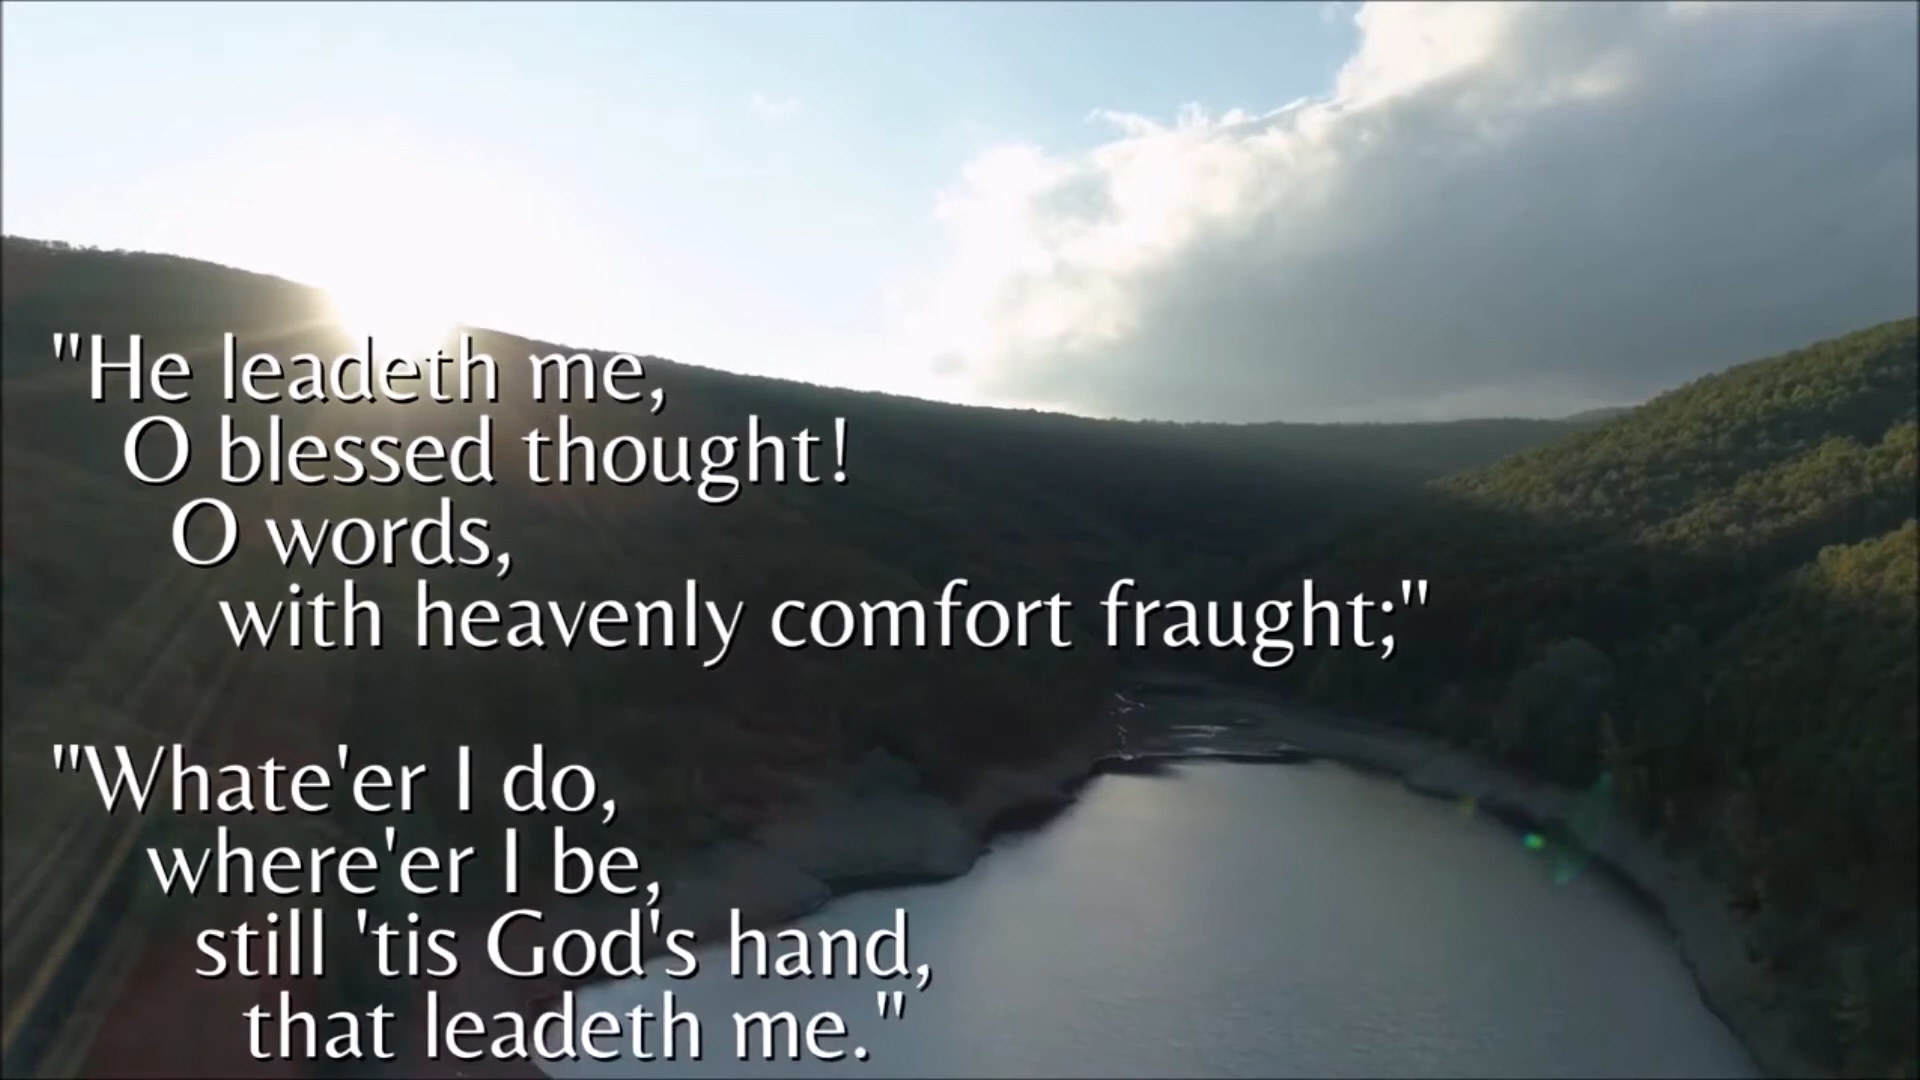 "He leadeth me,
O blessed thought!
O words,
with heavenly comfort fraught;"
"Whate'er I do,
where'er I be,
still 'tis God's hand,
that leadeth me."